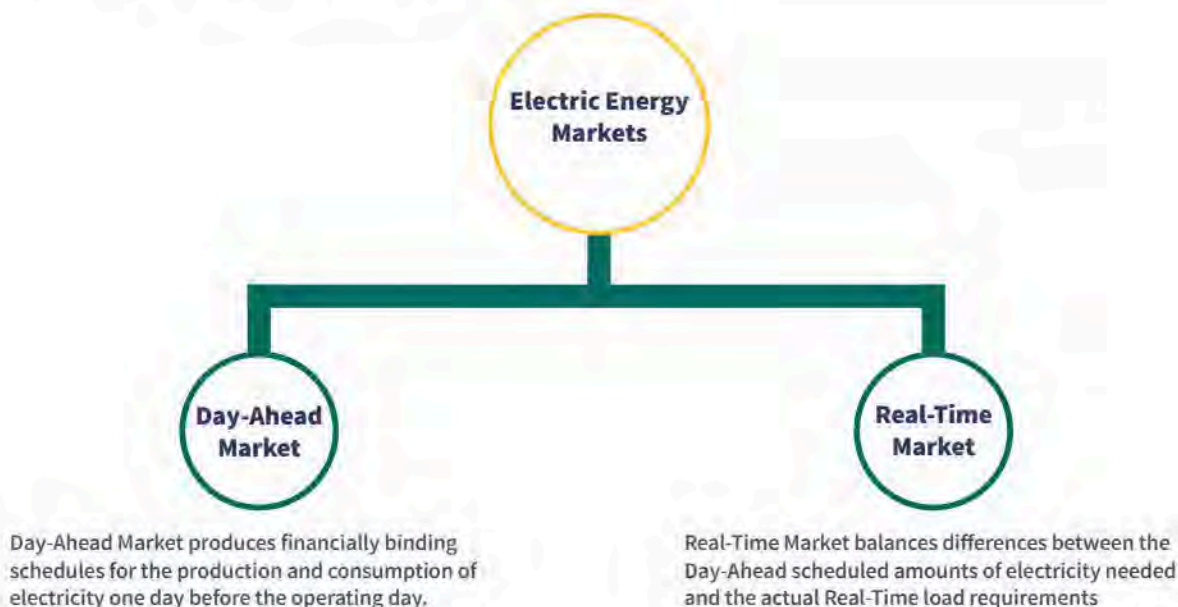 Electric Energy
Markets
Day-Ahead
Market
Real-Time
Market
Day-Ahead Market produces financially binding
schedules for the production and consumption of
electricity one day before the operating day.
Real-Time Market balances differences between the
Day-Ahead scheduled amounts of electricity needed
and the actual Real-Time load requirements